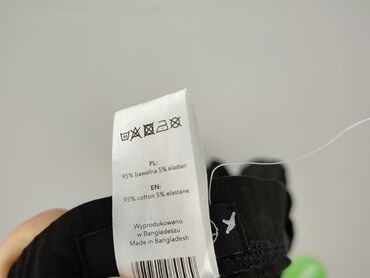 PL:
95% bawełna 5% elastan
EN:
95% cotton 5% elastane
Wyprodukowano
w Bangladeszu
Made in Bangladesh